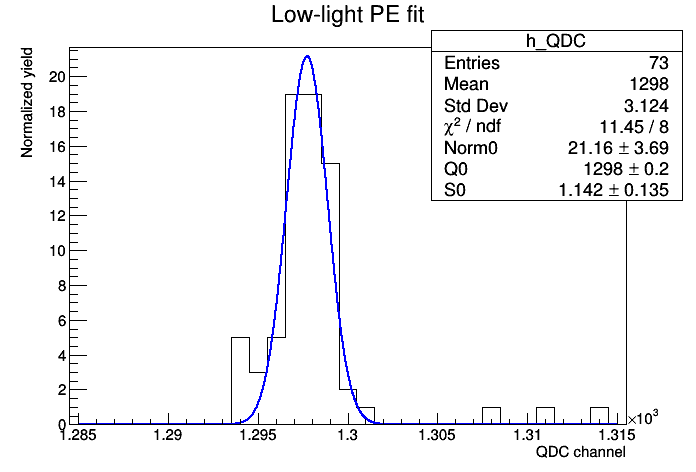 Low-light PE fit
h_QDC
Entries 73
Mean 1298
Std Dev 3.124
χ² / ndf 11.45 / 8
Norm0 21.16 ± 3.69
Q0 1298 ± 0.2
S0 1.142 ± 0.135
Normalized yield
20
18
16
14
12
10
8
6
4
2
0
1.285 1.29 1.295 1.3 1.305 1.31 1.315
×10³
QDC channel